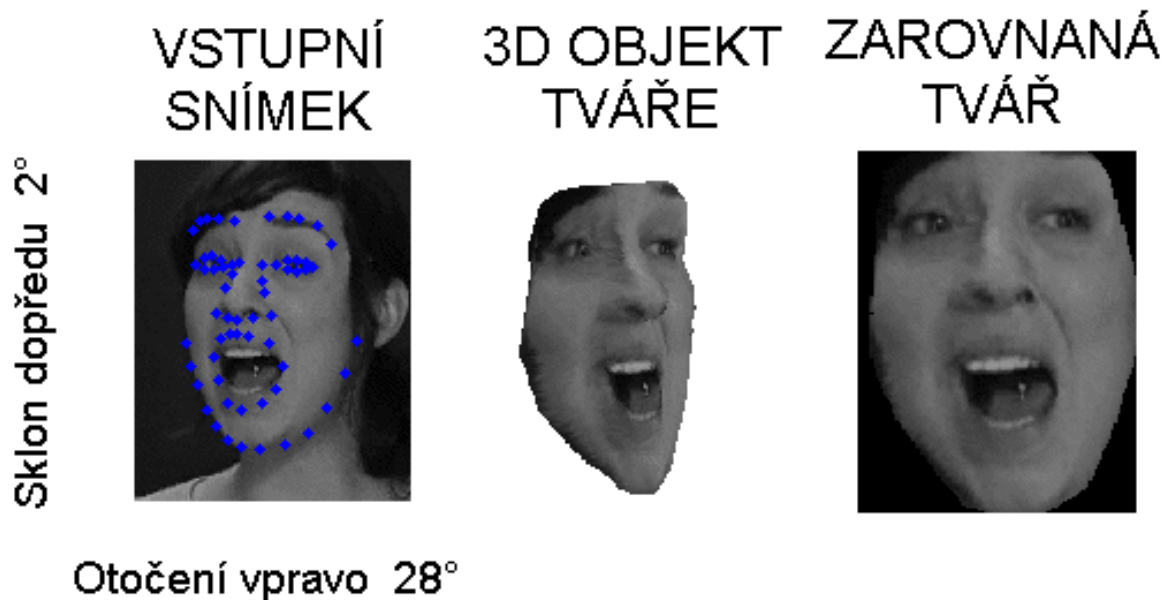 VSTUPNÍ
SNÍMEK
3D OBJEKT
TVÁŘE
ZAROVNANÁ
TVÁŘ
Sklon dopředu 2°
Otočení vpravo 28°